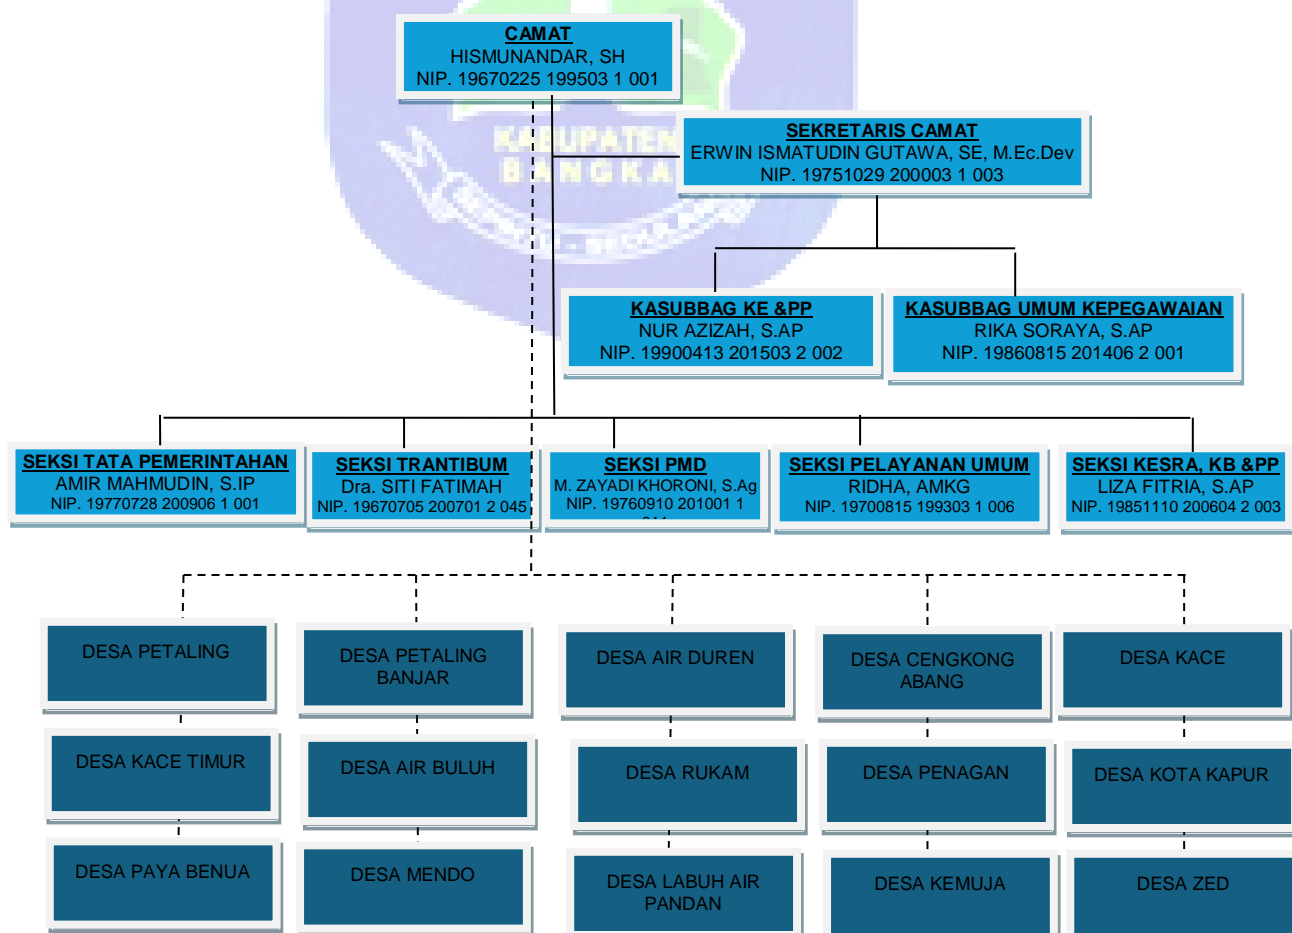 CAMAT
HISMUNANDAR, SH
NIP. 19670225 199503 1 001
KABUPATEN
BANGKA
SEKRETARIS CAMAT
ERWIN ISMATUDIN GUTAWA, SE, M.Ec.Dev
NIP. 19751029 200003 1 003
KASUBBAG KE &PP
NUR AZIZAH, S.AP
NIP. 19900413 201503 2 002
KASUBBAG UMUM KEPEGAWAIAN
RIKA SORAYA, S.AP
NIP. 19860815 201406 2 001
SEKSI TATA PEMERINTAHAN
AMIR MAHMUDIN, S.IP
NIP. 19770728 200906 1 001
SEKSI TRANTIBUM
Dra. SITI FATIMAH
NIP. 19670705 200701 2 045
SEKSI PMD
M. ZAYADI KHORONI, S.Ag
NIP. 19760910 201001 1
SEKSI PELAYANAN UMUM
RIDHA, AMKG
NIP. 19700815 199303 1 006
SEKSI KESRA, KB &PP
LIZA FITRIA, S.AP
NIP. 19851110 200604 2 003
DESA PETALING
DESA PETALING
BANJAR
DESA AIR DUREN
DESA CENGKONG
ABANG
DESA KACE
DESA KACE TIMUR
DESA AIR BULUH
DESA RUKAM
DESA PENAGAN
DESA KOTA KAPUR
DESA PAYA BENUA
DESA MENDO
DESA LABUH AIR
PANDAN
DESA KEMUJA
DESA ZED